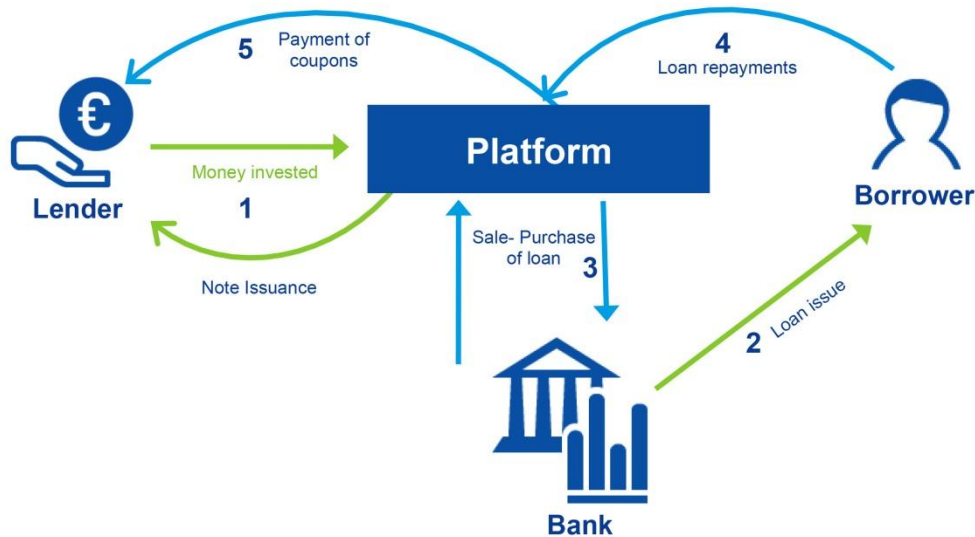 5
Payment of
coupons
4
Loan repayments
€
Platform
Money invested
Lender
1
Borrower
Sale- Purchase
of loan
3
Note Issuance
2
Loan issue
Bank